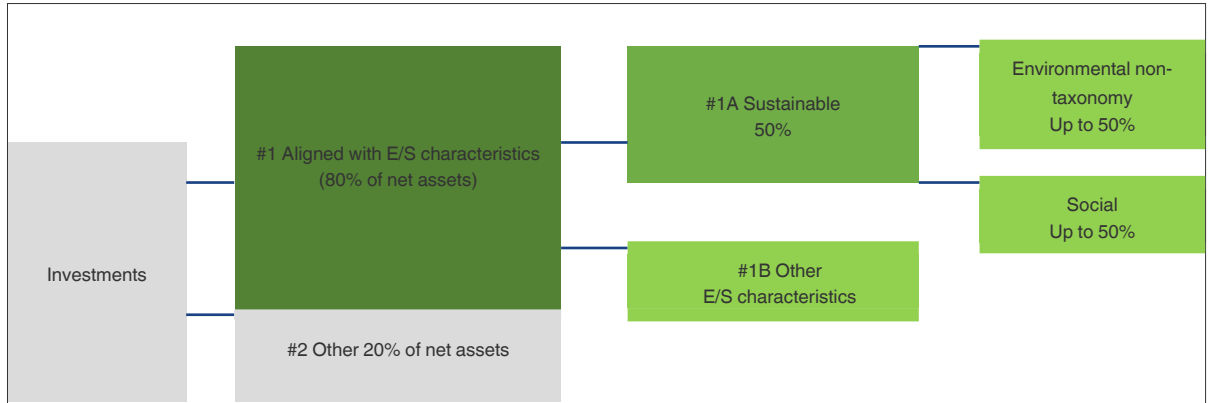 Investments
#1 Aligned with E/S characteristics
(80% of net assets)
#2 Other 20% of net assets
#1A Sustainable
50%
#1B Other
E/S characteristics
Environmental non-
taxonomy
Up to 50%
Social
Up to 50%